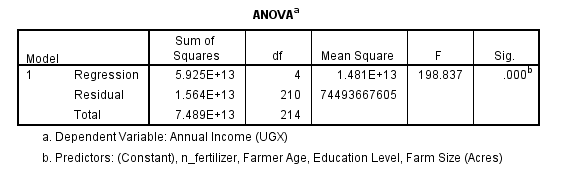 ANOVAa
Model Sum of Squares df Mean Square F Sig.
1 Regression 5.925E+13 4 1.481E+13 198.837 .000b
Residual 1.564E+13 210 74493667605
Total 7.489E+13 214
a. Dependent Variable: Annual Income (UGX)
b. Predictors: (Constant), n_fertilizer, Farmer Age, Education Level, Farm Size (Acres)